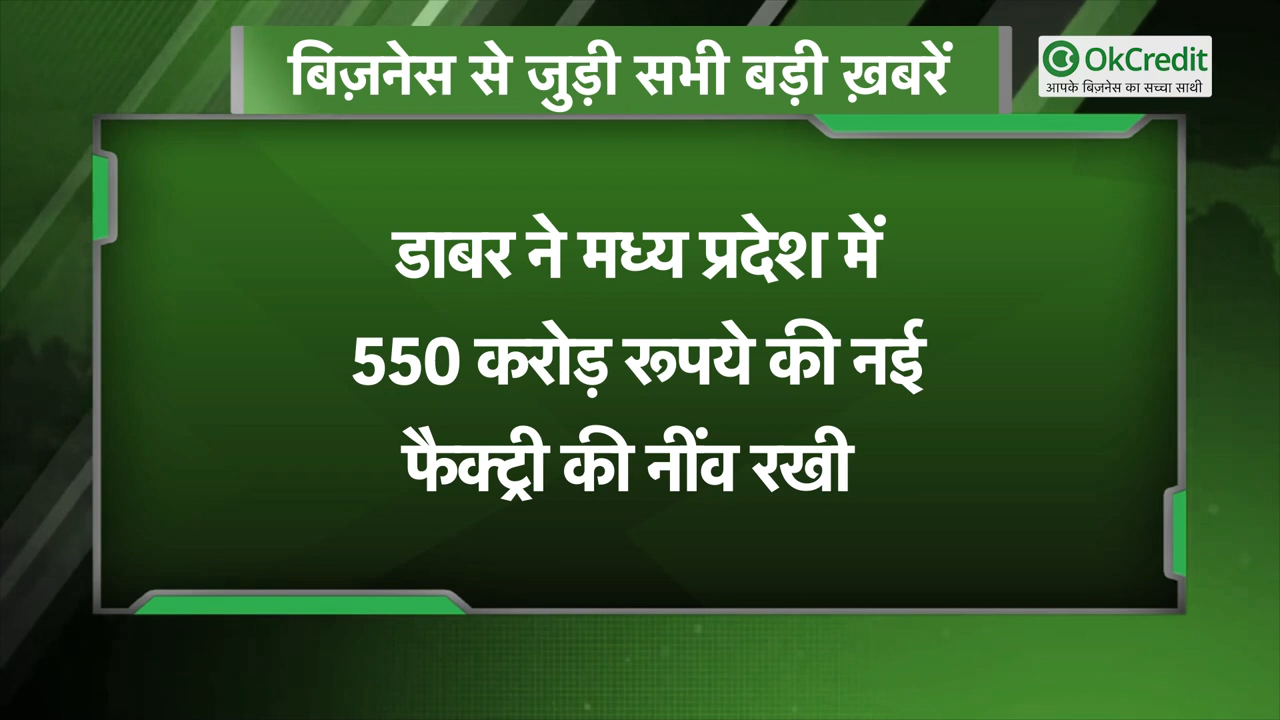 बिज़नेस से जुड़ी सभी बड़ी ख़बरें
OkCredit
आपके बिज़नेस का सच्चा साथी
डाबर ने मध्य प्रदेश में
550 करोड़ रूपये की नई
फैक्ट्री की नींव रखी